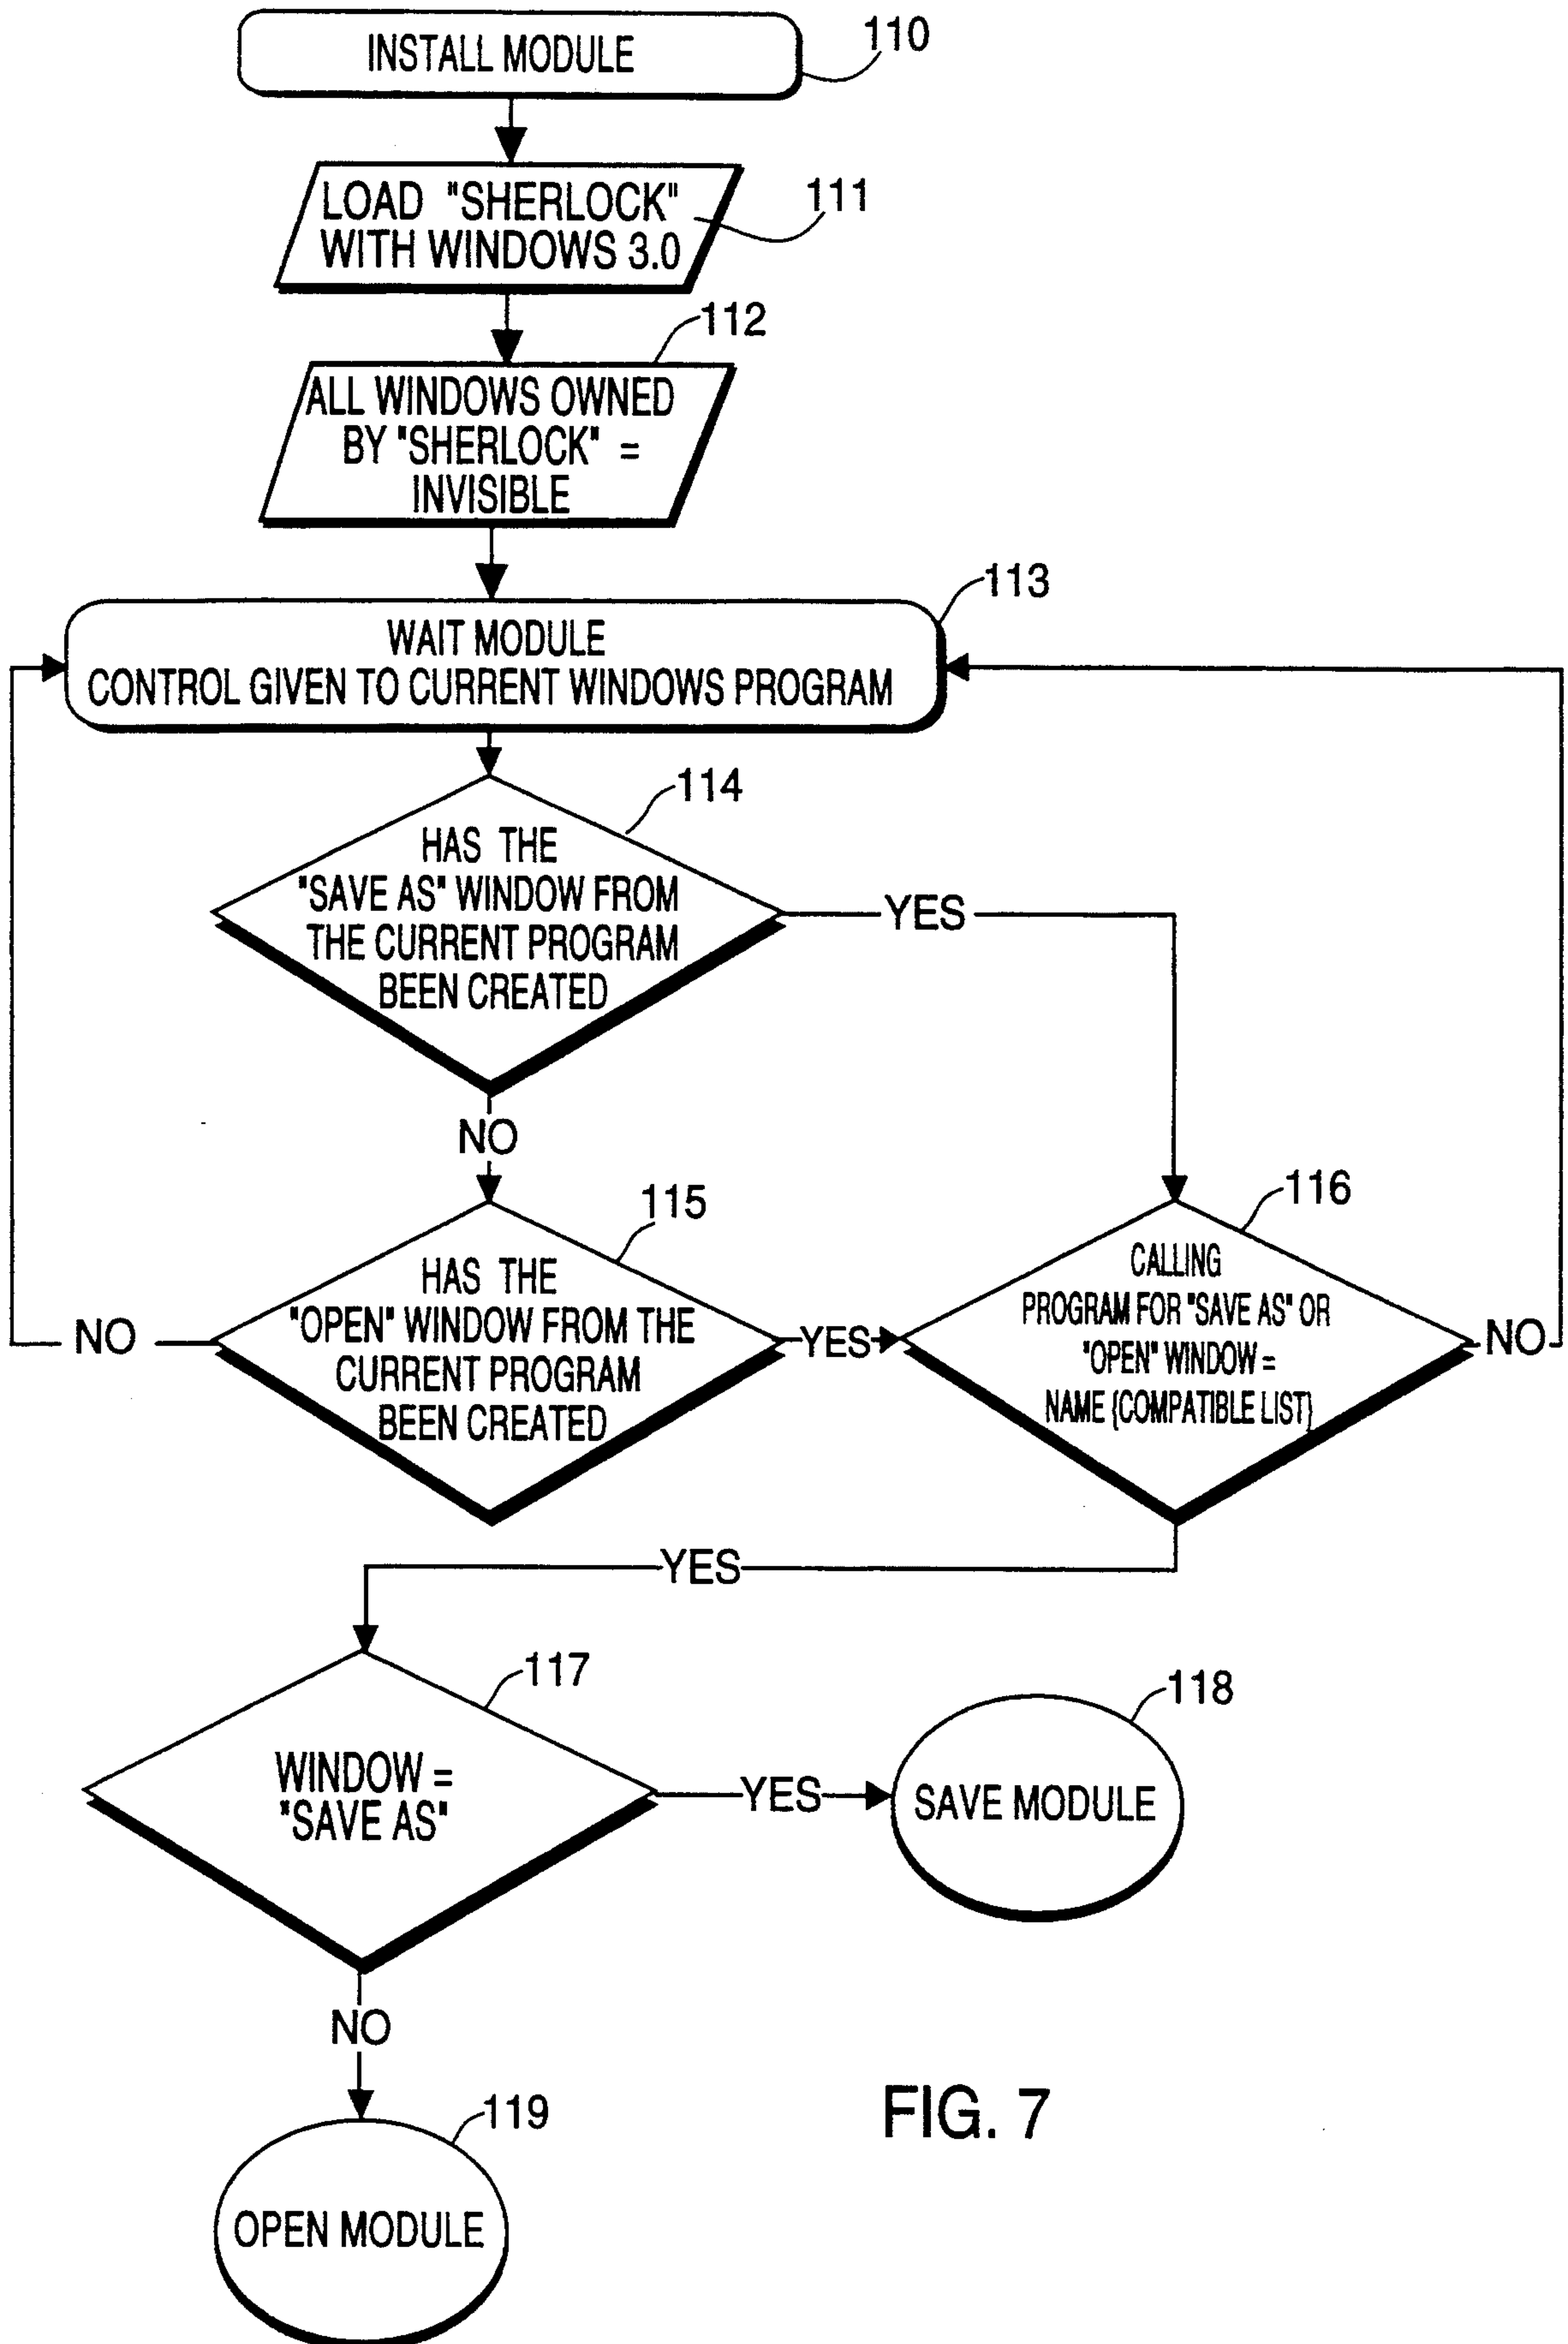 INSTALL MODULE
110
LOAD "SHERLOCK"
WITH WINDOWS 3.0
111
112
ALL WINDOWS OWNED
BY "SHERLOCK" =
INVISIBLE
113
WAIT MODULE
CONTROL GIVEN TO CURRENT WINDOWS PROGRAM
114
HAS THE
"SAVE AS" WINDOW FROM
THE CURRENT PROGRAM
BEEN CREATED
YES
NO
115
HAS THE
"OPEN" WINDOW FROM THE
CURRENT PROGRAM
BEEN CREATED
NO
YES
116
CALLING
PROGRAM FOR "SAVE AS" OR
"OPEN" WINDOW =
NAME {COMPATIBLE LIST}
NO
YES
117
WINDOW =
"SAVE AS"
YES
118
SAVE MODULE
NO
119
OPEN MODULE
FIG. 7